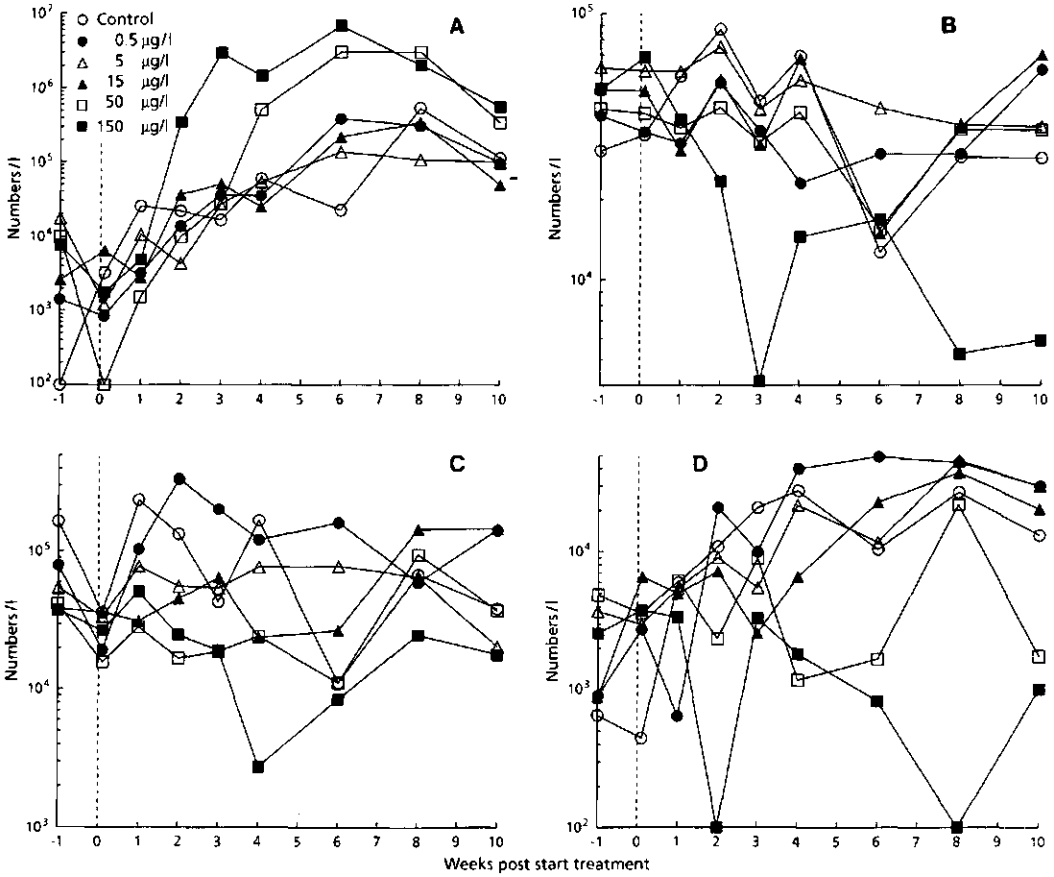 A
B
○ Control
● 0.5 µg/l
△ 5 µg/l
▲ 15 µg/l
□ 50 µg/l
■ 150 µg/l
Numbers/l
10⁷
10⁶
10⁵
10⁴
10³
10²
-1 0 1 2 3 4 5 6 7 8 9 10
Numbers/l
10⁵
10⁴
-1 0 1 2 3 4 5 6 7 8 9 10
C
D
Numbers/l
10⁵
10⁴
10³
-1 0 1 2 3 4 5 6 7 8 9 10
Numbers/l
10⁴
10³
10²
-1 0 1 2 3 4 5 6 7 8 9 10
Weeks post start treatment